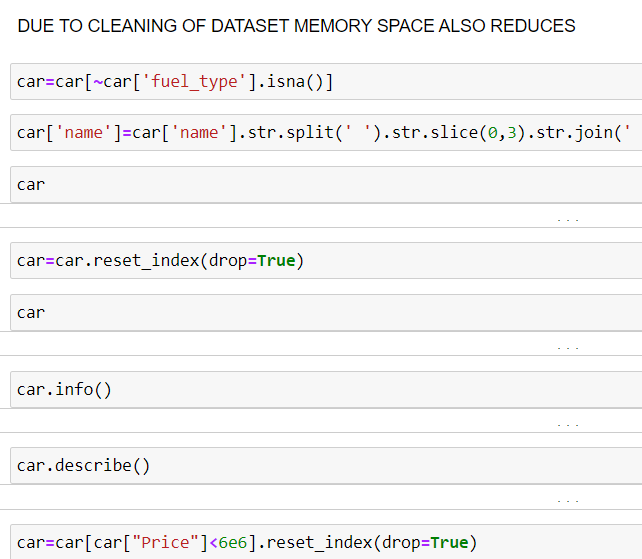 DUE TO CLEANING OF DATASET MEMORY SPACE ALSO REDUCES
car=car[~car['fuel_type'].isna()]
car['name']=car['name'].str.split(' ').str.slice(0,3).str.join('
car
...
car=car.reset_index(drop=True)
car
...
car.info()
...
car.describe()
...
car=car[car["Price"]<6e6].reset_index(drop=True)